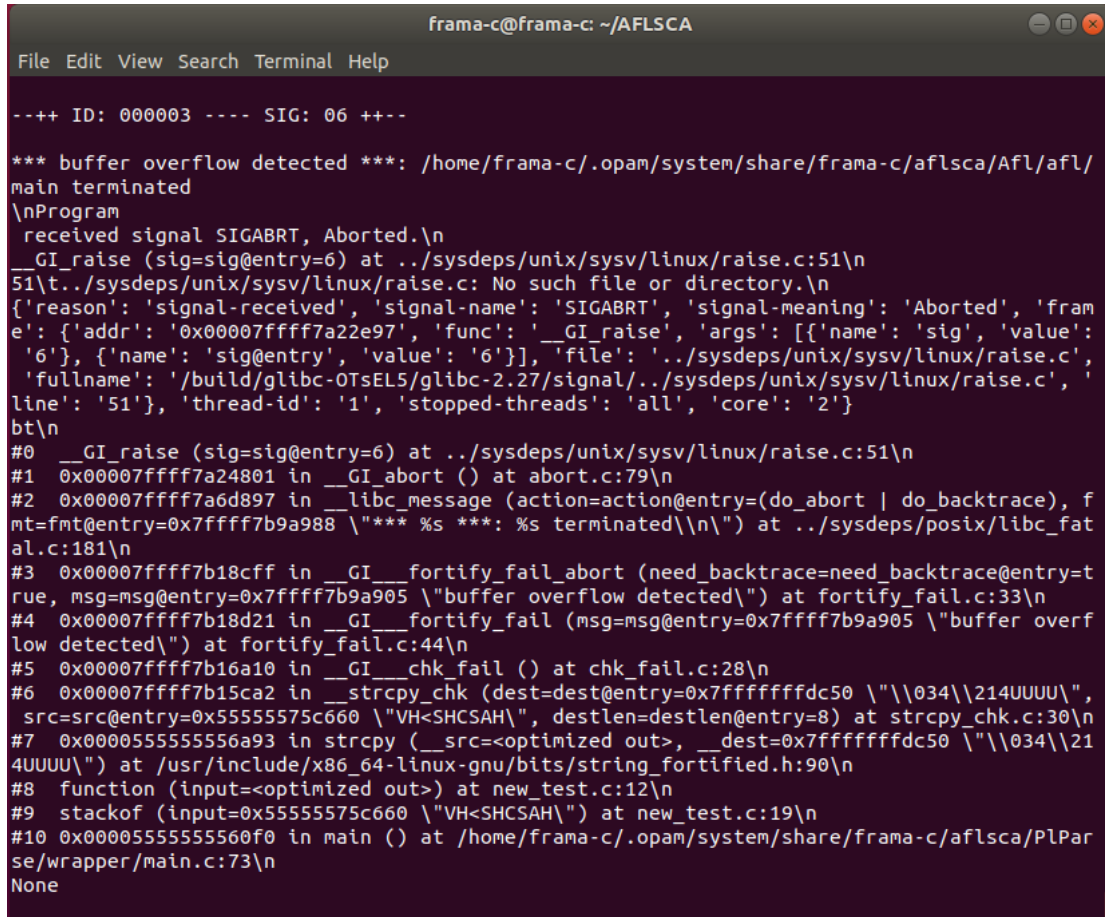 frama-c@frama-c: ~/AFLSCA
File Edit View Search Terminal Help
--++ ID: 000003 ---- SIG: 06 ++--
*** buffer overflow detected ***: /home/frama-c/.opam/system/share/frama-c/aflsca/Afl/afl/
main terminated
\nProgram
 received signal SIGABRT, Aborted.\n
__GI_raise (sig=sig@entry=6) at ../sysdeps/unix/sysv/linux/raise.c:51\n
51\t../sysdeps/unix/sysv/linux/raise.c: No such file or directory.\n
{'reason': 'signal-received', 'signal-name': 'SIGABRT', 'signal-meaning': 'Aborted', 'fram
e': {'addr': '0x00007ffff7a22e97', 'func': '__GI_raise', 'args': [{'name': 'sig', 'value':
 '6'}, {'name': 'sig@entry', 'value': '6'}], 'file': '../sysdeps/unix/sysv/linux/raise.c',
 'fullname': '/build/glibc-OTsEL5/glibc-2.27/signal/../sysdeps/unix/sysv/linux/raise.c', '
line': '51'}, 'thread-id': '1', 'stopped-threads': 'all', 'core': '2'}
bt\n
#0  __GI_raise (sig=sig@entry=6) at ../sysdeps/unix/sysv/linux/raise.c:51\n
#1  0x00007ffff7a24801 in __GI_abort () at abort.c:79\n
#2  0x00007ffff7a6d897 in __libc_message (action=action@entry=(do_abort | do_backtrace), f
mt=fmt@entry=0x7ffff7b9a988 \"*** %s ***: %s terminated\\n\") at ../sysdeps/posix/libc_fat
al.c:181\n
#3  0x00007ffff7b18cff in __GI___fortify_fail_abort (need_backtrace=need_backtrace@entry=t
rue, msg=msg@entry=0x7ffff7b9a905 \"buffer overflow detected\") at fortify_fail.c:33\n
#4  0x00007ffff7b18d21 in __GI___fortify_fail (msg=msg@entry=0x7ffff7b9a905 \"buffer overf
low detected\") at fortify_fail.c:44\n
#5  0x00007ffff7b16a10 in __GI___chk_fail () at chk_fail.c:28\n
#6  0x00007ffff7b15ca2 in __strcpy_chk (dest=dest@entry=0x7fffffffdc50 \"\\034\\214UUUU\",
 src=src@entry=0x55555575c660 \"VH<SHCSAH\", destlen=destlen@entry=8) at strcpy_chk.c:30\n
#7  0x0000555555556a93 in strcpy (__src=<optimized out>, __dest=0x7fffffffdc50 \"\\034\\21
4UUUU\") at /usr/include/x86_64-linux-gnu/bits/string_fortified.h:90\n
#8  function (input=<optimized out>) at new_test.c:12\n
#9  stackof (input=0x55555575c660 \"VH<SHCSAH\") at new_test.c:19\n
#10 0x00005555555560f0 in main () at /home/frama-c/.opam/system/share/frama-c/aflsca/PlPar
se/wrapper/main.c:73\n
None